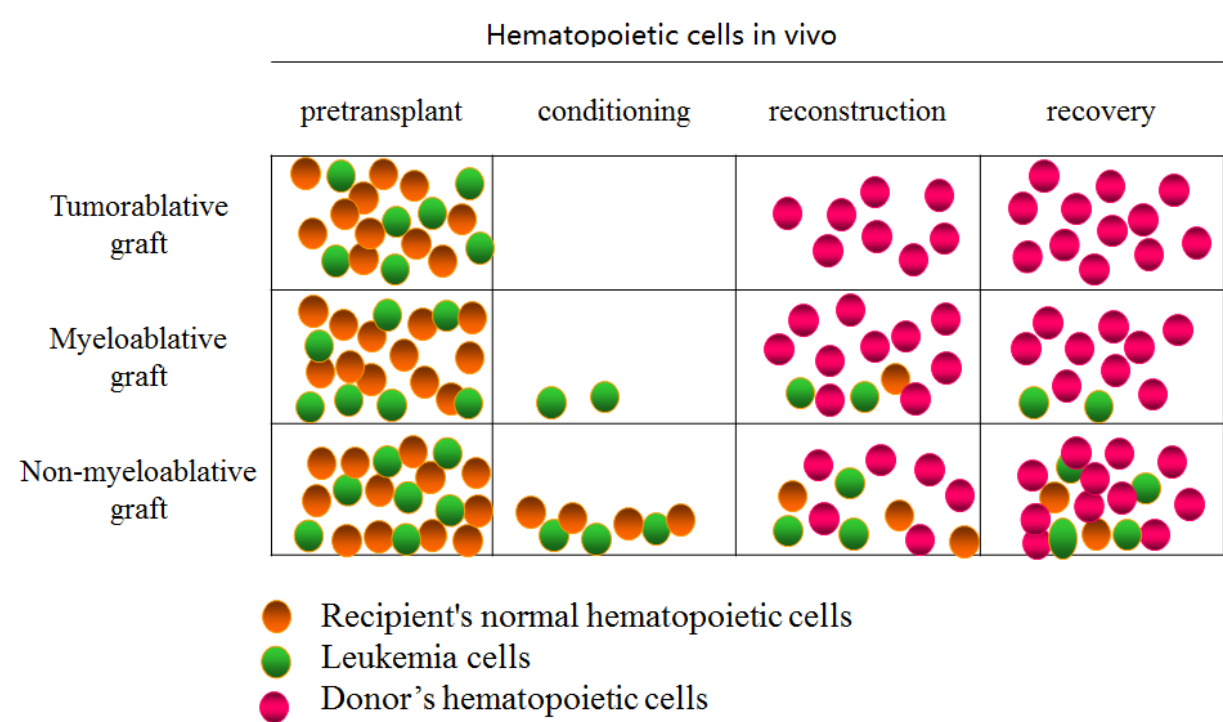 Hematopoietic cells in vivo
pretransplant conditioning reconstruction recovery
Tumorablative
graft
Myeloablative
graft
Non-myeloablative
graft
Recipient's normal hematopoietic cells
Leukemia cells
Donor’s hematopoietic cells